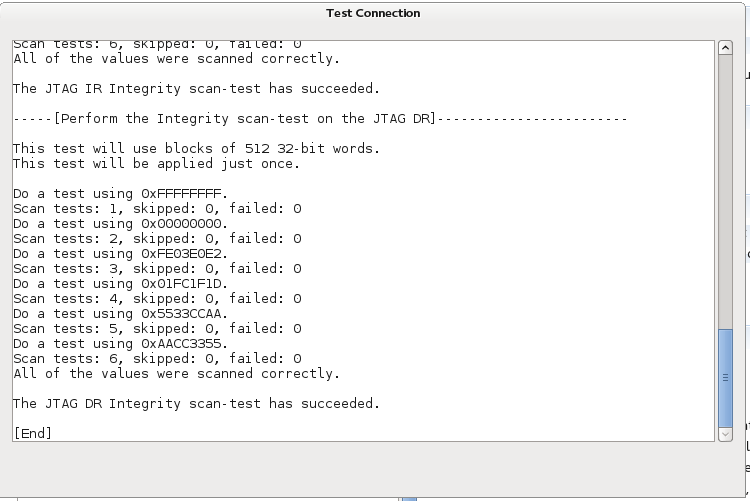 Test Connection
Scan tests: 6, skipped: 0, failed: 0
All of the values were scanned correctly.
The JTAG IR Integrity scan-test has succeeded.
-----[Perform the Integrity scan-test on the JTAG DR]------------------------
This test will use blocks of 512 32-bit words.
This test will be applied just once.
Do a test using 0xFFFFFFFF.
Scan tests: 1, skipped: 0, failed: 0
Do a test using 0x00000000.
Scan tests: 2, skipped: 0, failed: 0
Do a test using 0xFE03E0E2.
Scan tests: 3, skipped: 0, failed: 0
Do a test using 0x01FC1F1D.
Scan tests: 4, skipped: 0, failed: 0
Do a test using 0x5533CCAA.
Scan tests: 5, skipped: 0, failed: 0
Do a test using 0xAACC3355.
Scan tests: 6, skipped: 0, failed: 0
All of the values were scanned correctly.
The JTAG DR Integrity scan-test has succeeded.
[End]